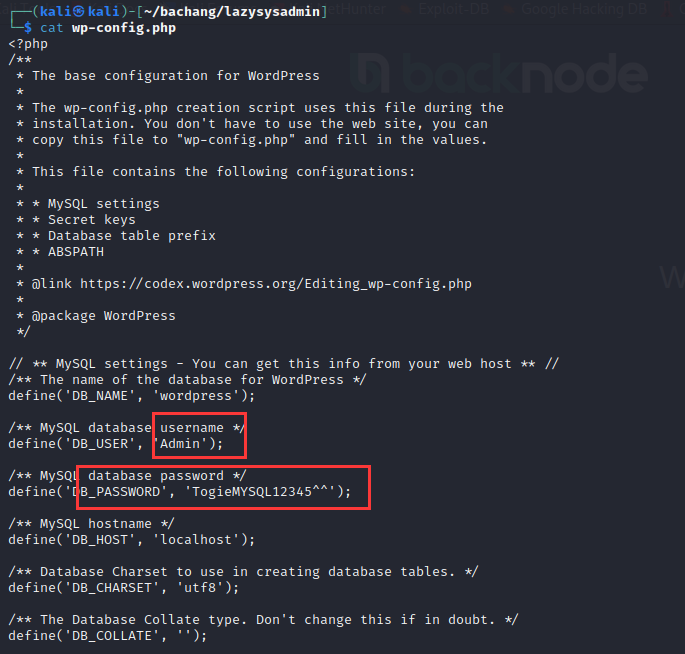 ┌──(kali㉿kali)-[~/bachang/lazysysadmin]
└─$ cat wp-config.php
<?php
/**
 * The base configuration for WordPress
 *
 * The wp-config.php creation script uses this file during the
 * installation. You don't have to use the web site, you can
 * copy this file to "wp-config.php" and fill in the values.
 *
 * This file contains the following configurations:
 *
 * * MySQL settings
 * * Secret keys
 * * Database table prefix
 * * ABSPATH
 *
 * @link https://codex.wordpress.org/Editing_wp-config.php
 *
 * @package WordPress
 */

// ** MySQL settings - You can get this info from your web host ** //
/** The name of the database for WordPress */
define('DB_NAME', 'wordpress');

/** MySQL database username */
define('DB_USER', 'Admin');

/** MySQL database password */
define('DB_PASSWORD', 'TogieMYSQL12345^^');

/** MySQL hostname */
define('DB_HOST', 'localhost');

/** Database Charset to use in creating database tables. */
define('DB_CHARSET', 'utf8');

/** The Database Collate type. Don't change this if in doubt. */
define('DB_COLLATE', '');
Exploit-DB
Google Hacking DB
backnode